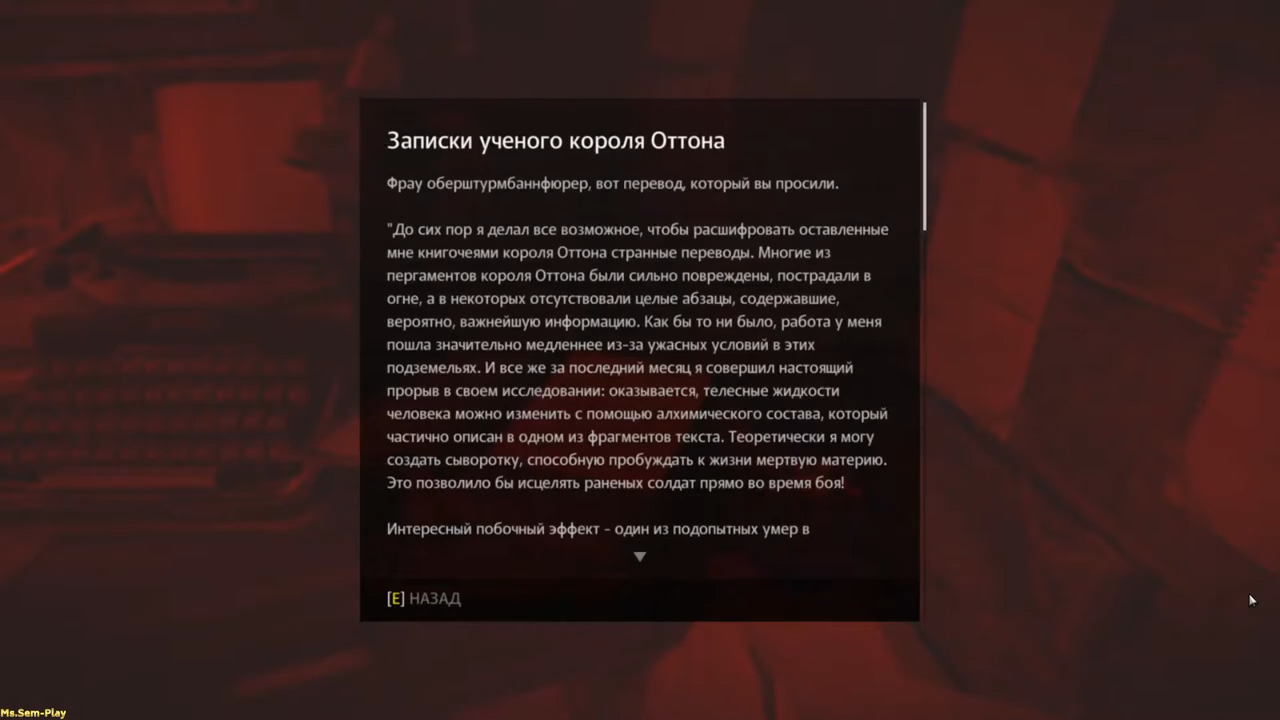 Записки ученого короля Оттона
Фрау оберштурмбаннфюрер, вот перевод, который вы просили.
"До сих пор я делал все возможное, чтобы расшифровать оставленные
мне книгочеями короля Оттона странные переводы. Многие из
пергаментов короля Оттона были сильно повреждены, пострадали в
огне, а в некоторых отсутствовали целые абзацы, содержавшие,
вероятно, важнейшую информацию. Как бы то ни было, работа у меня
пошла значительно медленнее из-за ужасных условий в этих
подземельях. И все же за последний месяц я совершил настоящий
прорыв в своем исследовании: оказывается, телесные жидкости
человека можно изменить с помощью алхимического состава, который
частично описан в одном из фрагментов текста. Теоретически я могу
создать сыворотку, способную пробуждать к жизни мертвую материю.
Это позволило бы исцелять раненых солдат прямо во время боя!
Интересный побочный эффект - один из подопытных умер в
[E] НАЗАД
Ms.Sem-Play